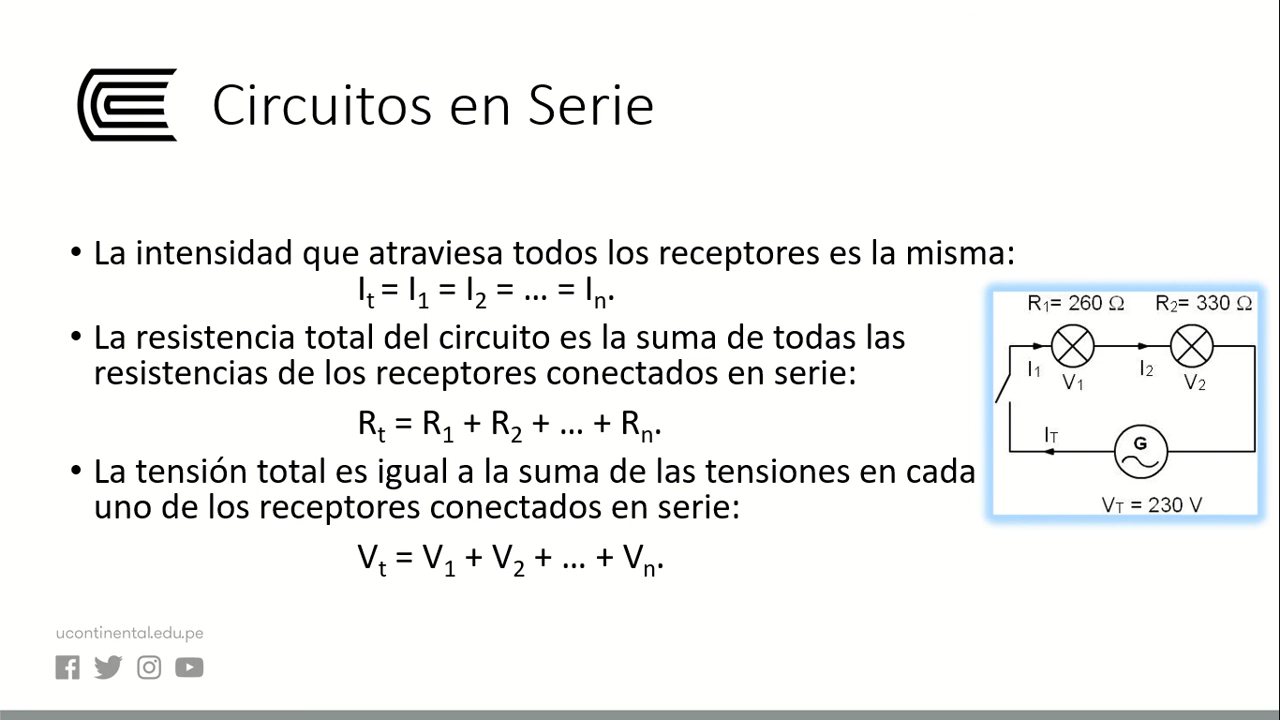 Circuitos en Serie
• La intensidad que atraviesa todos los receptores es la misma:
Iₜ = I₁ = I₂ = ... = Iₙ.
• La resistencia total del circuito es la suma de todas las
resistencias de los receptores conectados en serie:
Rₜ = R₁ + R₂ + ... + Rₙ.
• La tensión total es igual a la suma de las tensiones en cada
uno de los receptores conectados en serie:
Vₜ = V₁ + V₂ + ... + Vₙ.
R₁= 260 Ω R₂= 330 Ω
I₁ V₁ I₂ V₂
Iᴛ G
Vᴛ = 230 V
ucontinental.edu.pe